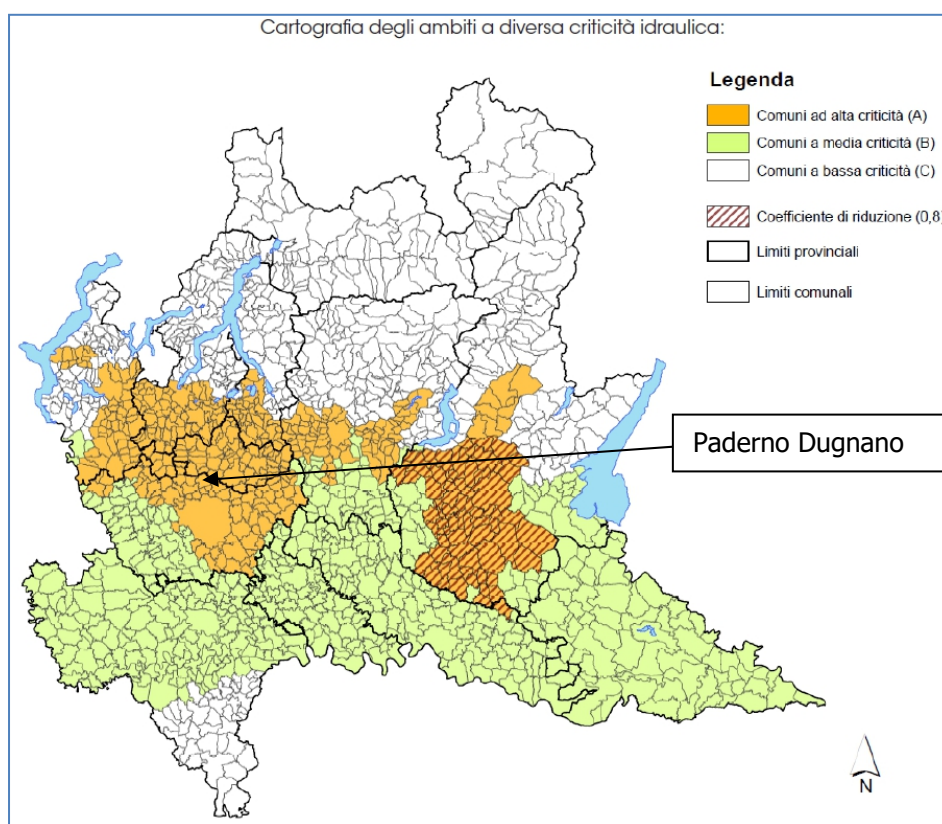 Cartografia degli ambiti a diversa criticità idraulica:
Legenda
Comuni ad alta criticità (A)
Comuni a media criticità (B)
Comuni a bassa criticità (C)
Coefficiente di riduzione (0,8)
Limiti provinciali
Limiti comunali
Paderno Dugnano
N